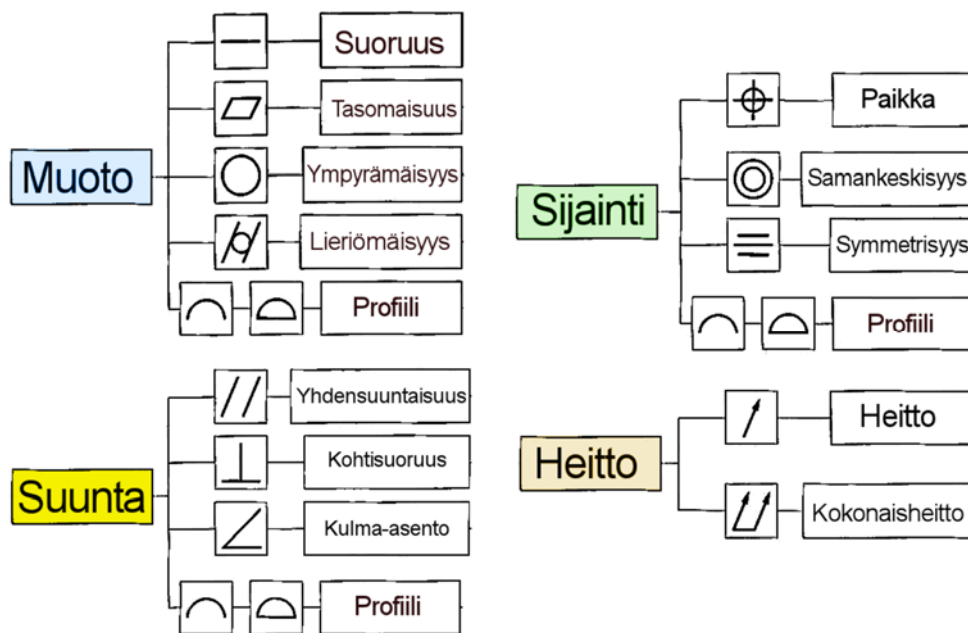 Muoto
Suoruus
Tasomaisuus
Ympyrämäisyys
Lieriömäisyys
Profiili
Suunta
Yhdensuuntaisuus
Kohtisuoruus
Kulma-asento
Profiili
Sijainti
Paikka
Samankeskisyys
Symmetrisyys
Profiili
Heitto
Heitto
Kokonaisheitto